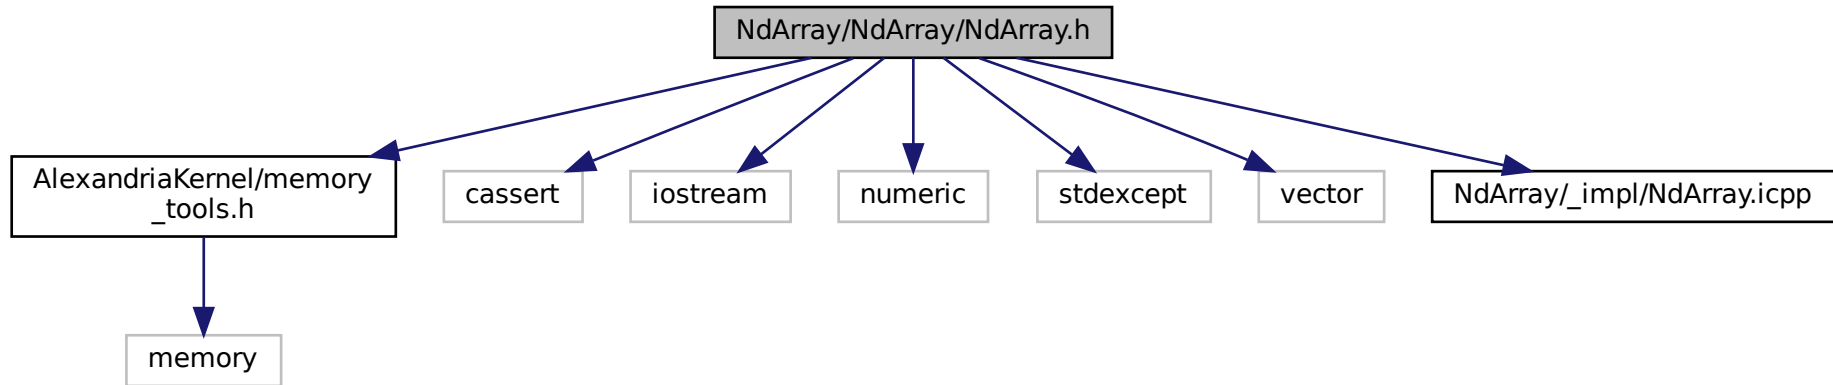 NdArray/NdArray/NdArray.h
AlexandriaKernel/memory
_tools.h
cassert
iostream
numeric
stdexcept
vector
NdArray/_impl/NdArray.icpp
memory